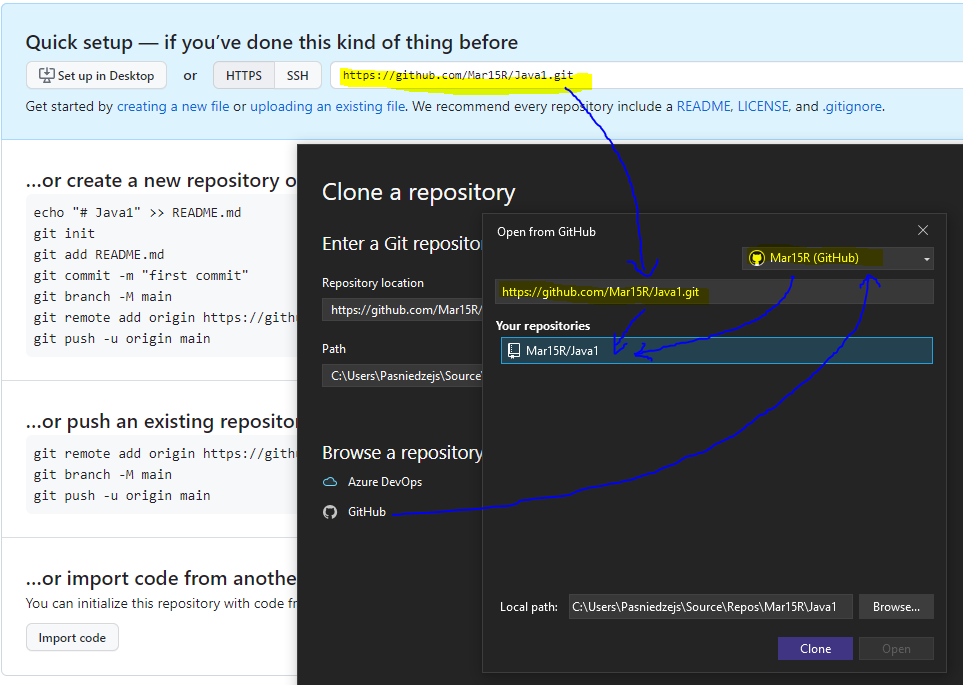 Quick setup — if you’ve done this kind of thing before
Set up in Desktop or HTTPS SSH https://github.com/Mar15R/Java1.git
Get started by creating a new file or uploading an existing file. We recommend every repository include a README, LICENSE, and .gitignore.
...or create a new repository o
echo "# Java1" >> README.md
git init
git add README.md
git commit -m "first commit"
git branch -M main
git remote add origin https://gith
git push -u origin main
...or push an existing reposito
git remote add origin https://gith
git branch -M main
git push -u origin main
...or import code from anothe
You can initialize this repository with code fr
Import code
Clone a repository
Enter a Git reposito
Repository location
https://github.com/Mar15R/
Path
C:\Users\Pasniedzejs\Source\
Browse a repository
Azure DevOps
GitHub
Open from GitHub
Mar15R (GitHub)
https://github.com/Mar15R/Java1.git
Your repositories
Mar15R/Java1
Local path: C:\Users\Pasniedzejs\Source\Repos\Mar15R\Java1 Browse...
Clone Open